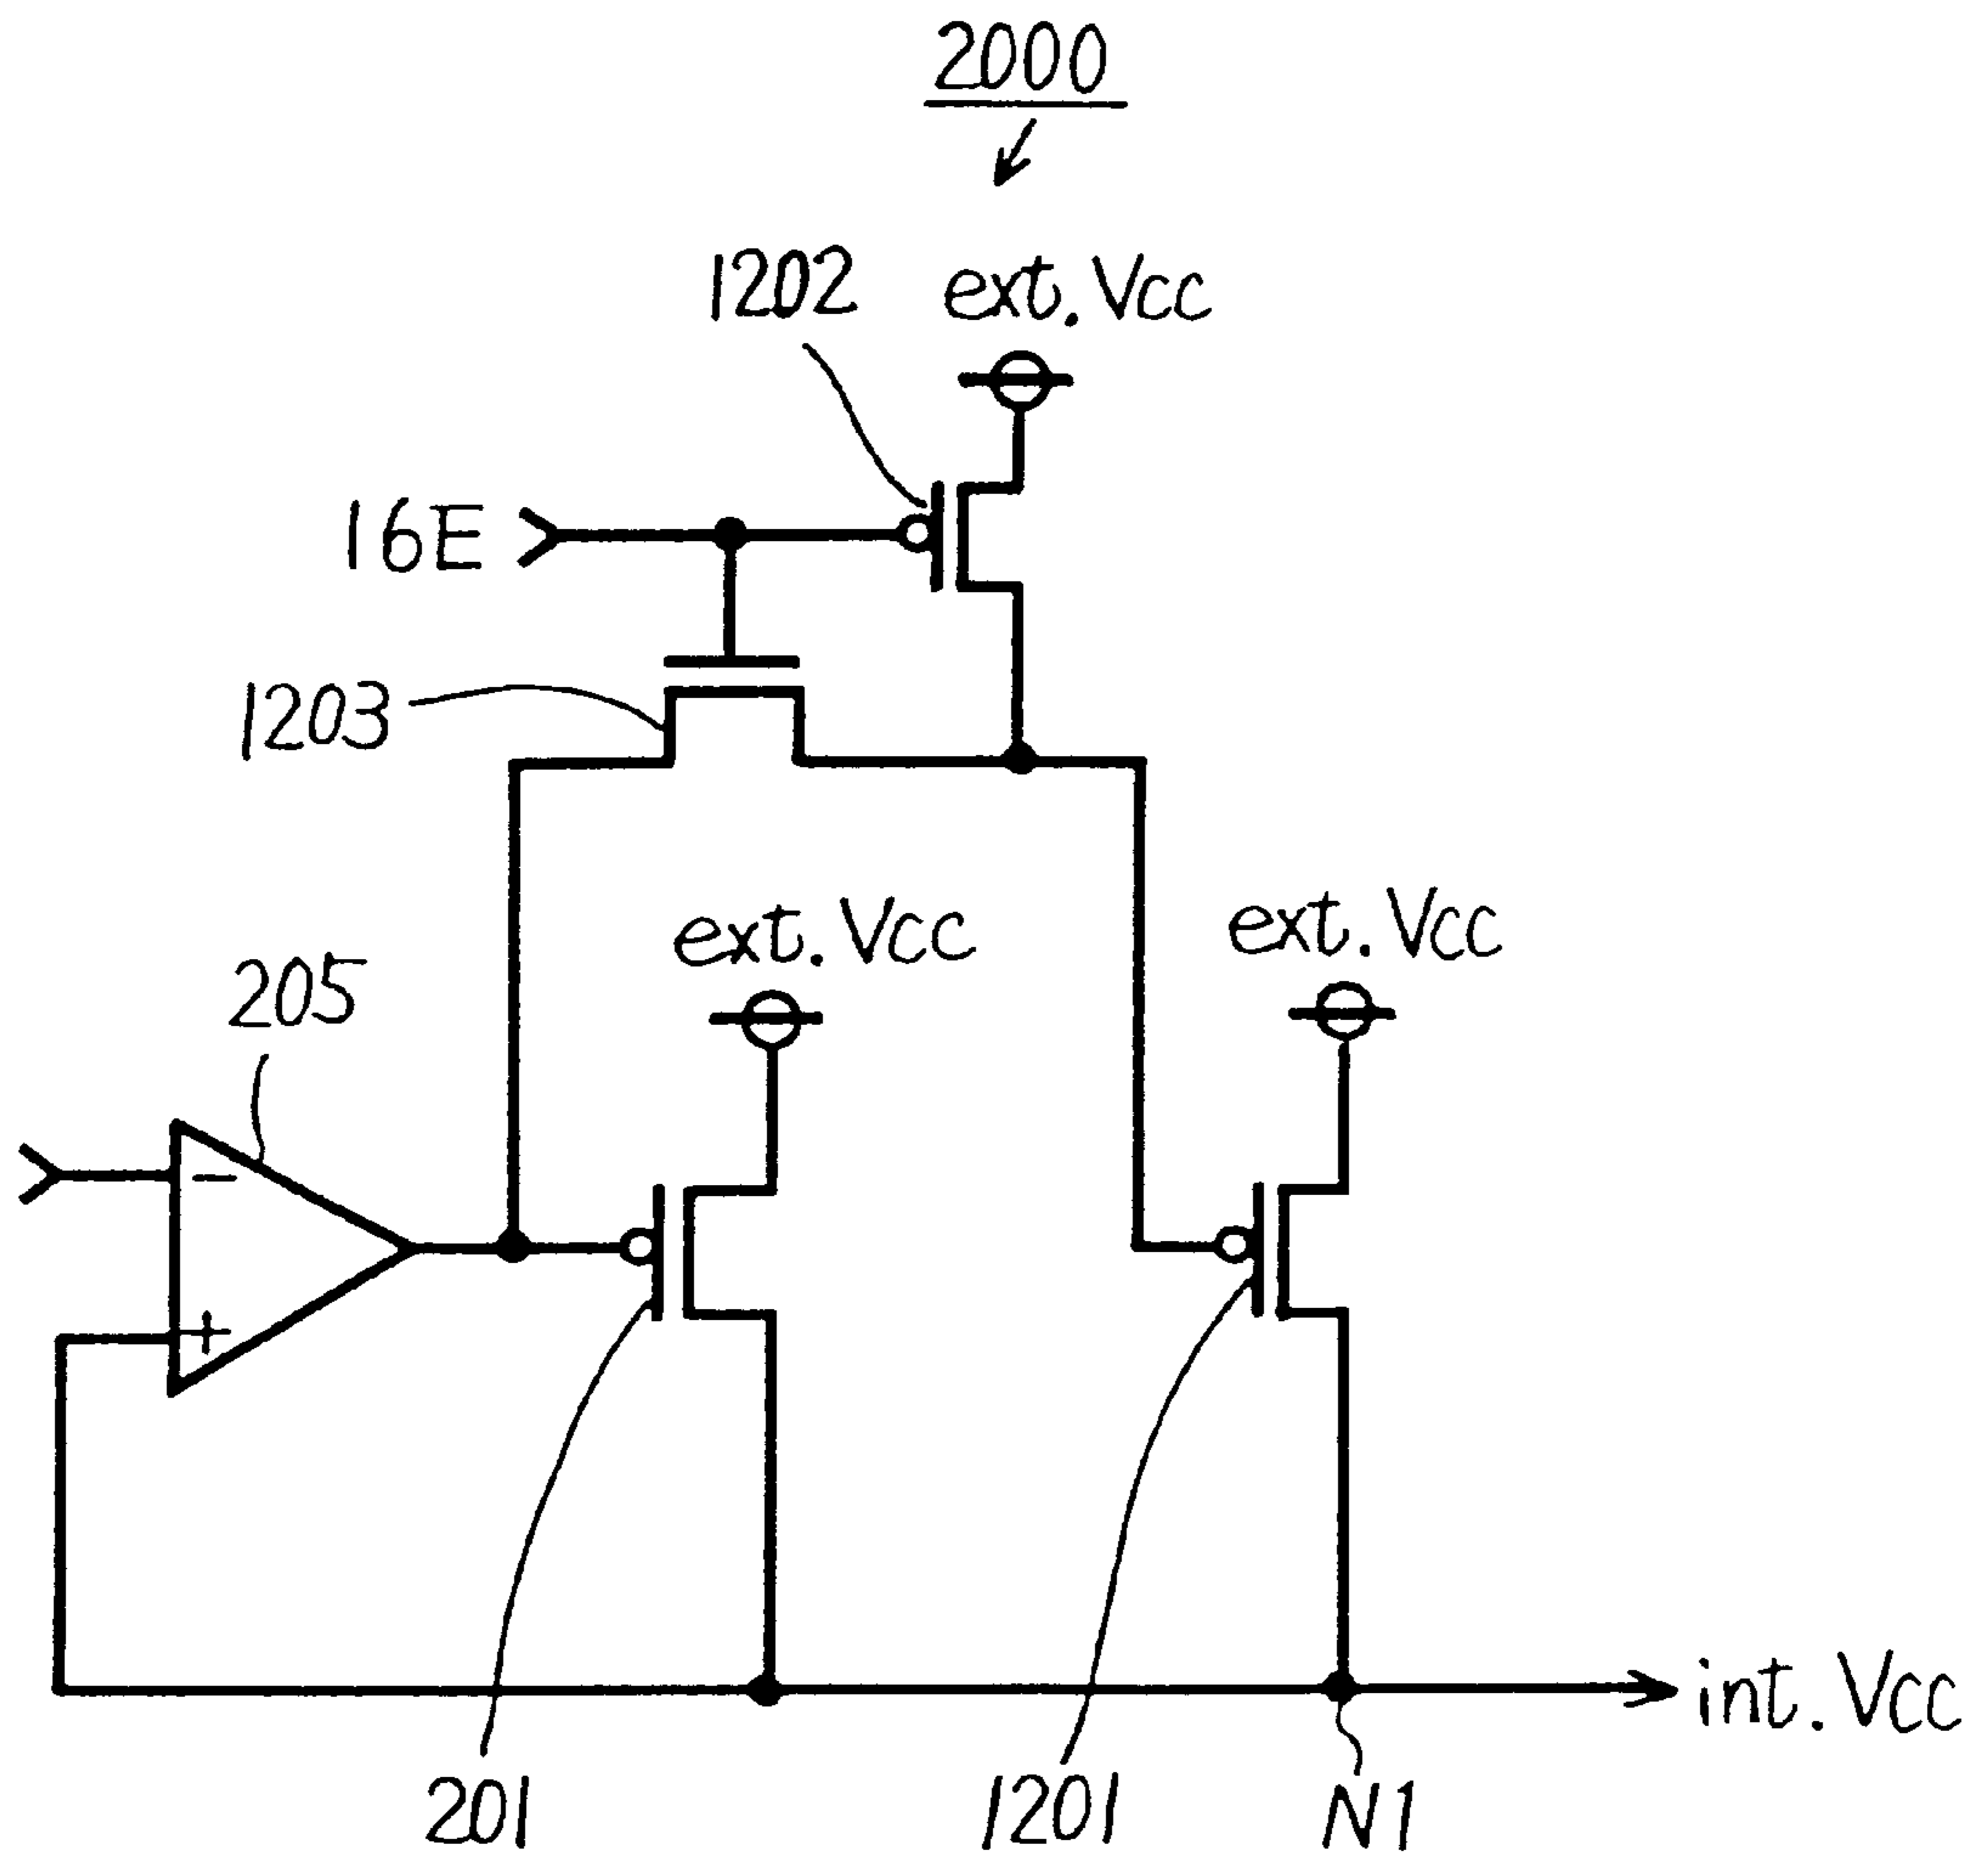 2000
1202 ext.Vcc
16E
1203
ext.Vcc ext.Vcc
205
-
+
int.Vcc
201 1201 N1